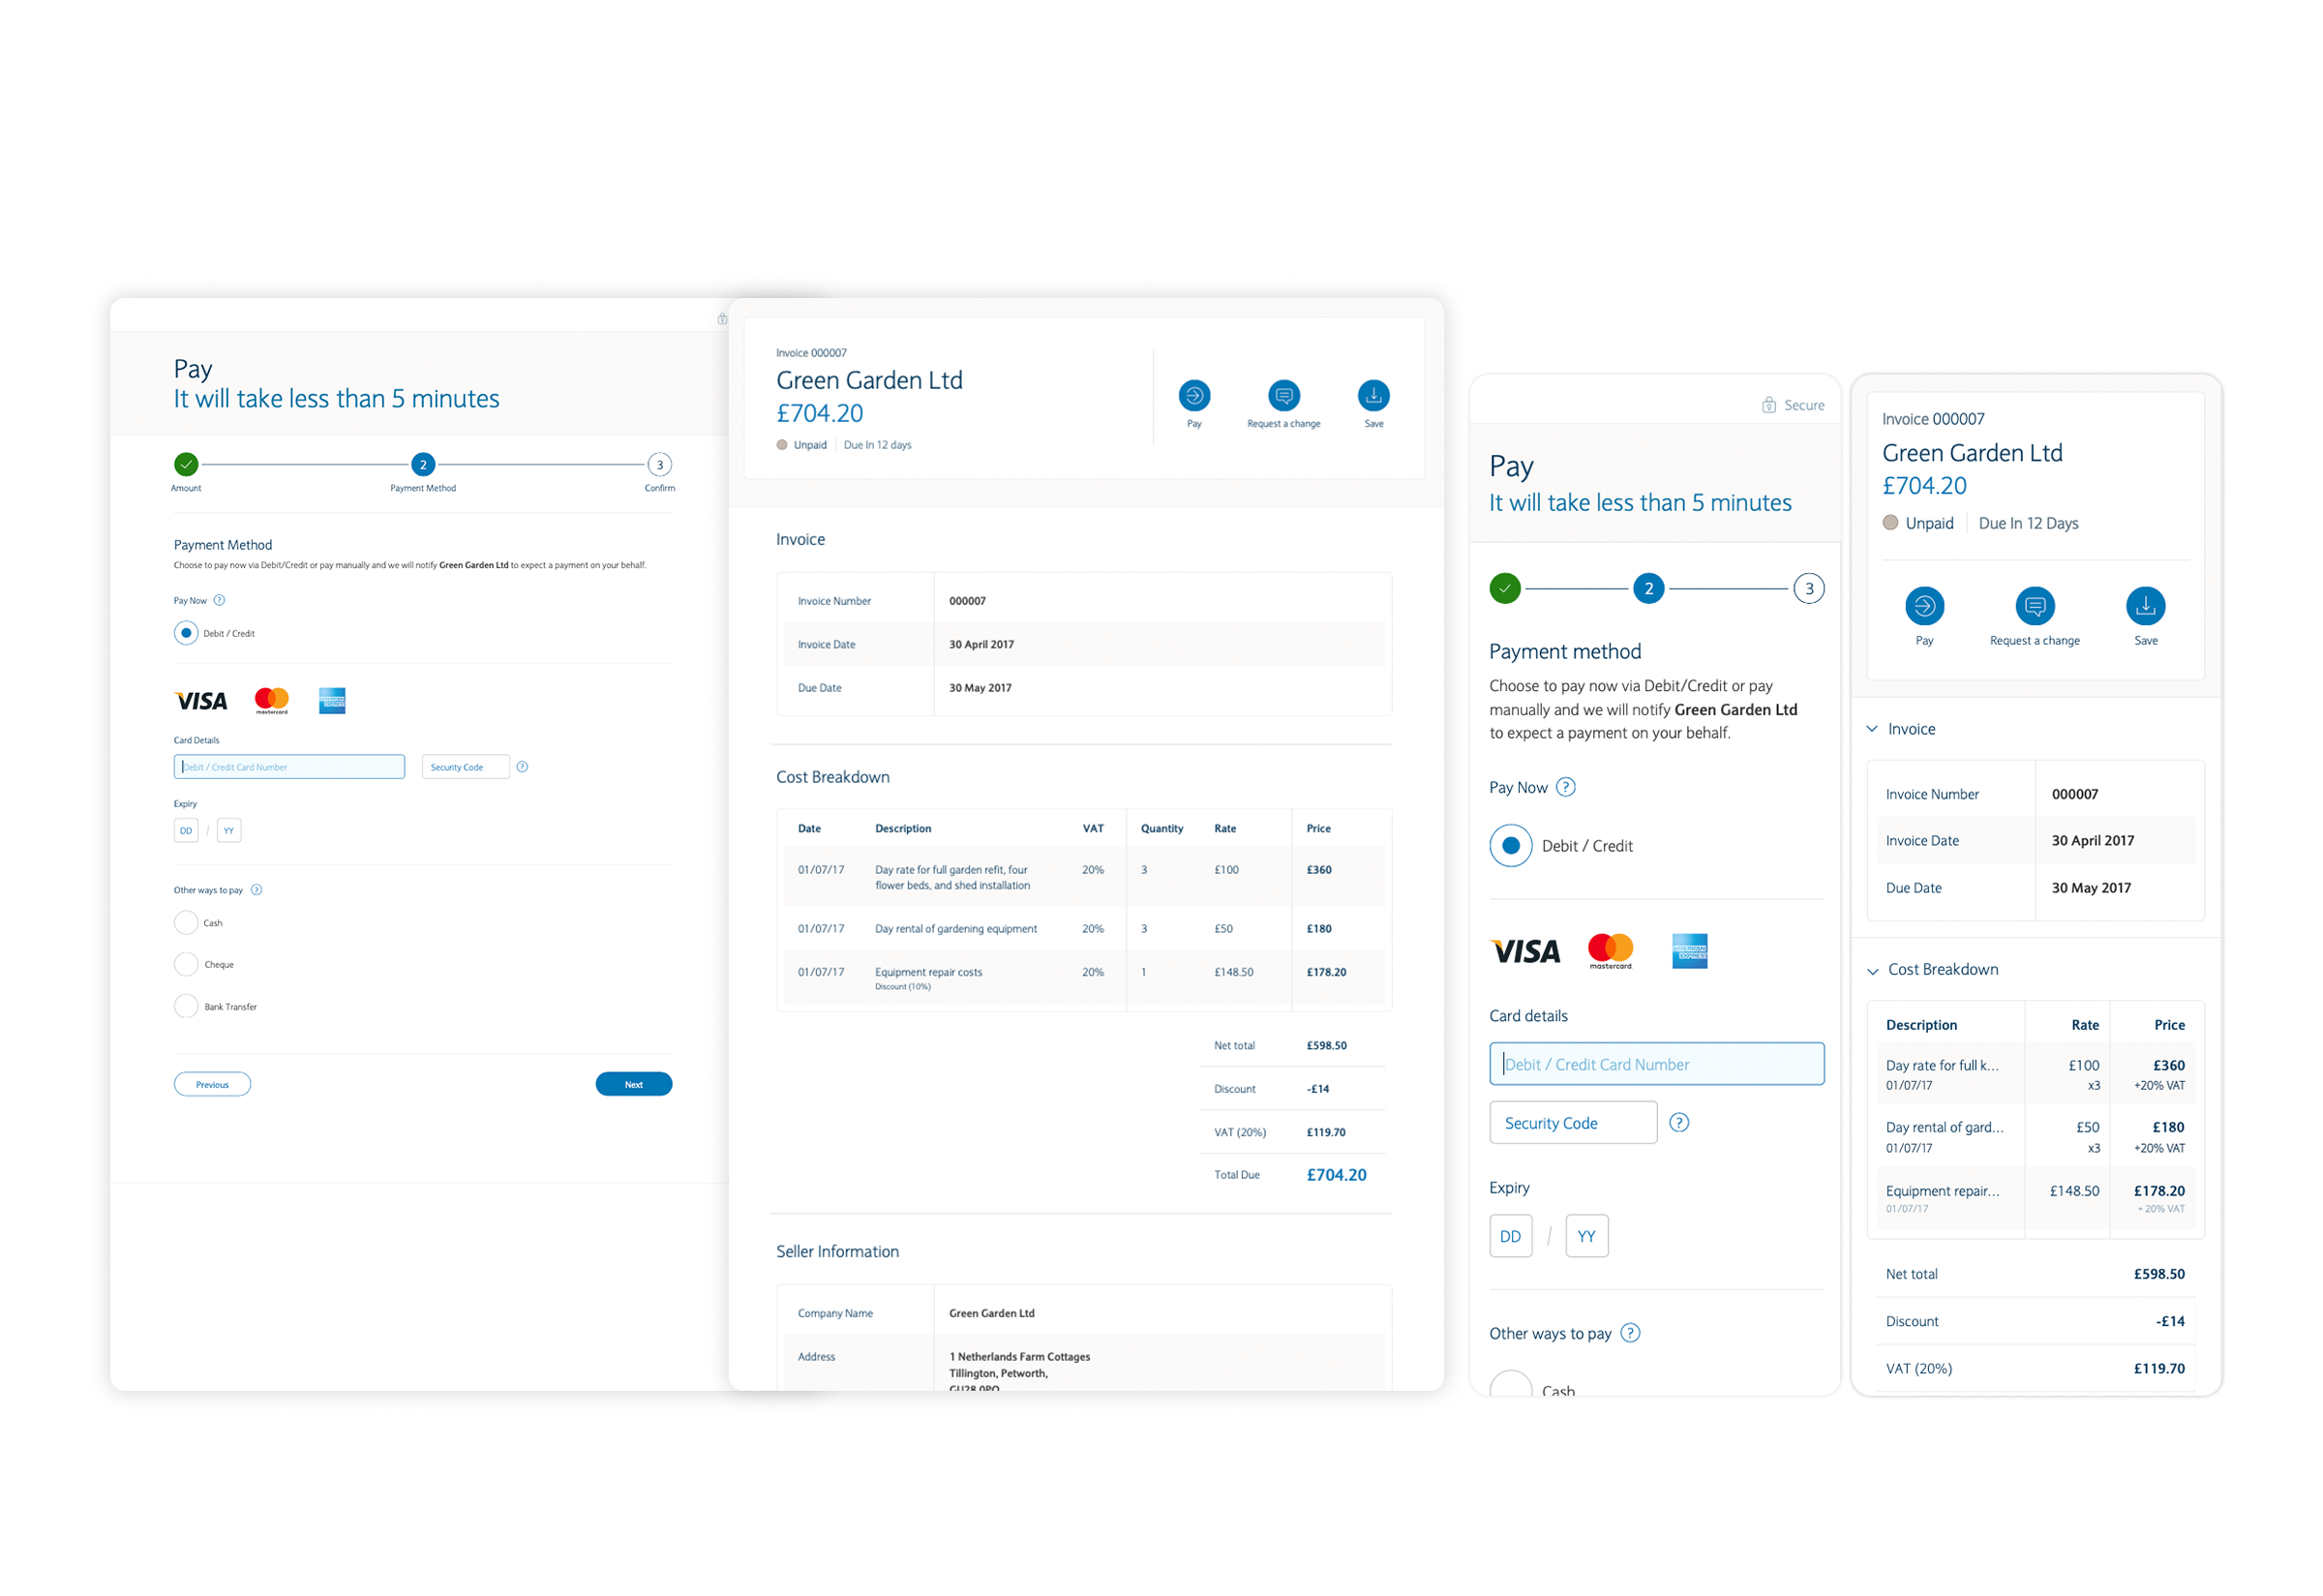 Pay
It will take less than 5 minutes
2
3
Amount
Payment Method
Confirm
Payment Method
Choose to pay now via Debit/Credit or pay manually and we will notify Green Garden Ltd to expect a payment on your behalf.
Pay Now ?
Debit / Credit
VISA
mastercard
AMERICAN EXPRESS
Card Details
Debit / Credit Card Number
Security Code ?
Expiry
DD / YY
Other ways to pay ?
Cash
Cheque
Bank Transfer
Previous
Next
Invoice 000007
Green Garden Ltd
£704.20
Unpaid Due In 12 days
Pay
Request a change
Save
Invoice
Invoice Number 000007
Invoice Date 30 April 2017
Due Date 30 May 2017
Cost Breakdown
Date Description VAT Quantity Rate Price
01/07/17 Day rate for full garden refit, four 20% 3 £100 £360
flower beds, and shed installation
01/07/17 Day rental of gardening equipment 20% 3 £50 £180
01/07/17 Equipment repair costs 20% 1 £148.50 £178.20
Discount (10%)
Net total £598.50
Discount -£14
VAT (20%) £119.70
Total Due £704.20
Seller Information
Company Name Green Garden Ltd
Address 1 Netherlands Farm Cottages
Tillington, Petworth,
Secure
Pay
It will take less than 5 minutes
2
3
Payment method
Choose to pay now via Debit/Credit or pay
manually and we will notify Green Garden Ltd
to expect a payment on your behalf.
Pay Now ?
Debit / Credit
VISA
mastercard
AMERICAN EXPRESS
Card details
Debit / Credit Card Number
Security Code ?
Expiry
DD / YY
Other ways to pay ?
Cash
Invoice 000007
Green Garden Ltd
£704.20
Unpaid Due In 12 Days
Pay
Request a change
Save
Invoice
Invoice Number 000007
Invoice Date 30 April 2017
Due Date 30 May 2017
Cost Breakdown
Description Rate Price
Day rate for full k... £100 £360
01/07/17 x3 +20% VAT
Day rental of gard... £50 £180
01/07/17 x3 +20% VAT
Equipment repair... £148.50 £178.20
01/07/17 + 20% VAT
Net total £598.50
Discount -£14
VAT (20%) £119.70